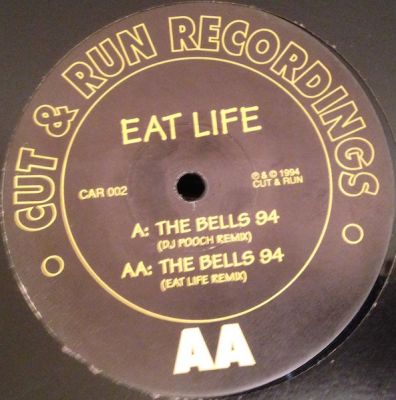 CUT & RUN RECORDINGS
EAT LIFE
CAR 002
℗ & © 1994
CUT & RUN
A: THE BELLS 94
(DJ POOCH REMIX)
AA: THE BELLS 94
(EAT LIFE REMIX)
AA